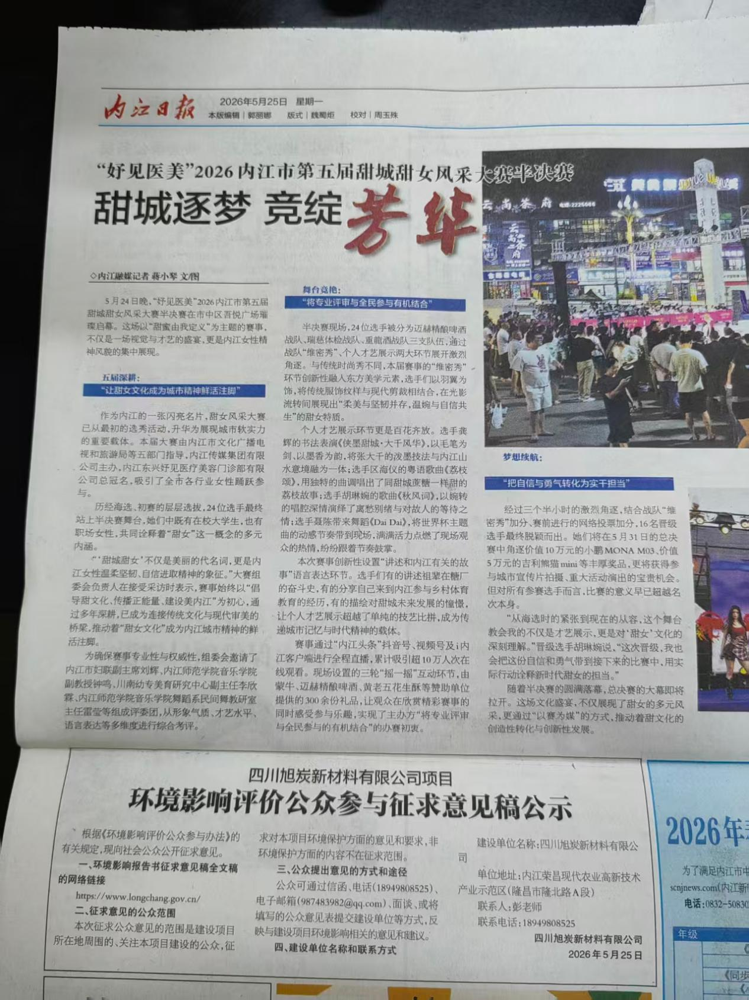 内江日报
2026年5月25日 星期一
本版编辑｜郭丽娜 版式｜魏蜀炬 校对｜周玉殊
“妤见医美”2026内江市第五届甜城甜女风采大赛半决赛
甜城逐梦 竞绽芳华
◇内江融媒记者 蒋小琴 文/图
5月24日晚，“妤见医美”2026内江市第五届
甜城甜女风采大赛半决赛在市中区吾悦广场璀
璨启幕。这场以“甜蜜由我定义”为主题的赛事，
不仅是一场视觉与才艺的盛宴，更是内江女性精
神风貌的集中展现。
五届深耕：
“让甜女文化成为城市精神鲜活注脚”
作为内江的一张闪亮名片，甜女风采大赛
已从最初的选秀活动，升华为展现城市软实力
的重要载体。本届大赛由内江市文化广播电
视和旅游局等五部门指导，内江传媒集团有限
公司主办，内江东兴妤见医疗美容门诊部有限
公司总冠名，吸引了全市各行业女性踊跃参
与。
历经海选、初赛的层层选拔，24位选手最终
站上半决赛舞台，她们中既有在校大学生，也有
职场女性，共同诠释着“甜女”这一概念的多元
内涵。
“‘甜城甜女’不仅是美丽的代名词，更是内
江女性温柔坚韧、自信进取精神的象征。”大赛组
委会负责人在接受采访时表示，赛事始终以“倡
导甜文化、传播正能量、建设美内江”为初心，通
过多年深耕，已成为连接传统文化与现代审美的
桥梁，推动着“甜女文化”成为内江城市精神的鲜
活注脚。
为确保赛事专业性与权威性，组委会邀请了
内江市妇联副主席刘辉、内江师范学院音乐学院
副教授钟鸣、川南幼专美育研究中心副主任李欣
霖、内江师范学院音乐学院舞蹈系民间舞教研室
主任雷莹等组成评委团，从形象气质、才艺水平、
语言表达等多维度进行综合考评。
舞台竞艳：
“将专业评审与全民参与有机结合”
半决赛现场，24位选手被分为迈赫精酿啤酒
战队、瑞慈体检战队、重龍酒战队三支队伍，通过
战队“维密秀”、个人才艺展示两大环节展开激烈
角逐。与传统时尚秀不同，本届赛事的“维密秀”
环节创新性融入东方美学元素，选手们以羽翼为
饰，将传统服饰纹样与现代剪裁相结合，在光影
流转间展现出“柔美与坚韧并存，温婉与自信共
生”的甜女特质。
个人才艺展示环节更是百花齐放。选手龚
辉的书法表演《侠墨甜城·大千风华》，以毛笔为
剑、以墨香为韵，将张大千的泼墨技法与内江山
水意境融为一体；选手区海仪的粤语歌曲《荔枝
颂》，用独特的曲调唱出了同甜城蔗糖一样甜的
荔枝故事；选手胡琳婉的歌曲《秋风词》，以婉转
的唱腔深情演绎了离愁别绪与对故人的等待之
情；选手聂陈带来舞蹈《Dai Dai》，将世界杯主题
曲的动感节奏带到现场，满满活力点燃了现场观
众的热情，纷纷跟着节奏鼓掌。
本次赛事创新性设置“讲述和内江有关的故
事”语言表达环节。选手们有的讲述祖辈在糖厂
的奋斗史，有的分享自己来到内江参与乡村体育
教育的经历，有的描绘对甜城未来发展的憧憬，
让个人才艺展示超越了单纯的技艺比拼，成为传
递城市记忆与时代精神的载体。
赛事通过“内江头条”抖音号、视频号及i内
江客户端进行全程直播，累计吸引超10万人次在
线观看。现场设置的三轮“摇一摇”互动环节，由
蒙牛、迈赫精酿啤酒、黄老五花生酥等赞助单位
提供的300余份礼品，让观众在欣赏精彩赛事的
同时感受参与乐趣，实现了主办方“将专业评审
与全民参与的有机结合”的办赛初衷。
云尚茶府 电话:2225066
云尚茶府
梦想续航：
“把自信与勇气转化为实干担当”
经过三个半小时的激烈角逐，结合战队“维
密秀”加分、赛前进行的网络投票加分，16名晋级
选手最终脱颖而出。她们将在5月31日的总决
赛中角逐价值10万元的小鹏MONA M03、价值
5万元的吉利熊猫mini等丰厚奖品，更将获得参
与城市宣传片拍摄、重大活动演出的宝贵机会。
但对所有参赛选手而言，比赛的意义早已超越名
次本身。
“从海选时的紧张到现在的从容，这个舞台
教会我的不仅是才艺展示，更是对‘甜女’文化的
深刻理解。”晋级选手胡琳婉说，“这次晋级，我也
会把这份自信和勇气带到接下来的比赛中，用实
际行动诠释新时代甜女的担当。”
随着半决赛的圆满落幕，总决赛的大幕即将
拉开。这场文化盛宴，不仅展现了甜女的多元风
采，更通过“以赛为媒”的方式，推动着甜文化的
创造性转化与创新性发展。
四川旭炭新材料有限公司项目
环境影响评价公众参与征求意见稿公示
根据《环境影响评价公众参与办法》的
有关规定，现向社会公众公开征求意见。
一、环境影响报告书征求意见稿全文稿
的网络链接
https://www.longchang.gov.cn/
二、征求意见的公众范围
本次征求公众意见的范围是建设项目
所在地周围的、关注本项目建设的公众，征
求对本项目环境保护方面的意见和要求，非
环境保护方面的内容不在征求范围。
三、公众提出意见的方式和途径
公众可通过信函、电话(18949808525)、
电子邮箱(987483982@qq.com)、面谈、或将
填写的公众意见表提交建设单位等方式，反
映与建设项目环境影响相关的意见和建议。
四、建设单位名称和联系方式
建设单位名称：四川旭炭新材料有限公
司
单位地址：内江荣昌现代农业高新技术
产业示范区(隆昌市隆北路A段)
联系人：彭老师
联系电话：18949808525
四川旭炭新材料有限公司
2026年5月25日
2026年
为了满足内江市中
scnjnews.com(内江新
电话：0832-50830
年级
《同步